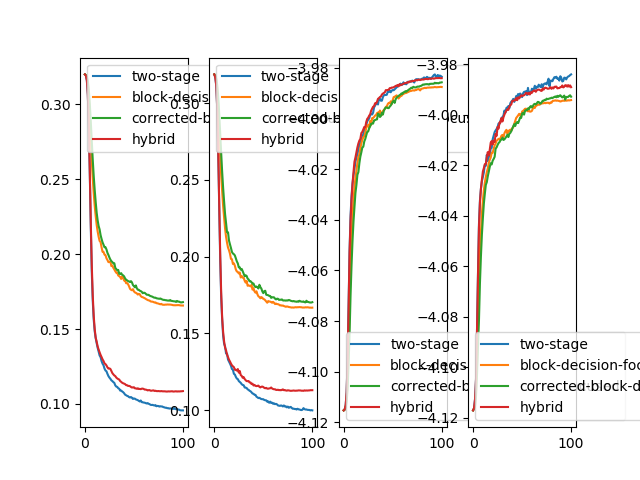 two-stage
block-decis
corrected-b
hybrid
0.30
0.25
0.20
0.15
0.10
0
100
two-stage
block-decis
corrected-b
hybrid
0.30
0.25
0.20
0.15
0.10
0
100
−3.98
−4.00
−4.02
−4.04
−4.06
−4.08
−4.10
−4.12
two-stage
block-decis
corrected-b
hybrid
0
100
−3.98
−4.00
−4.02
−4.04
−4.06
−4.08
−4.10
−4.12
two-stage
block-decision-foc
corrected-block-d
hybrid
0
100